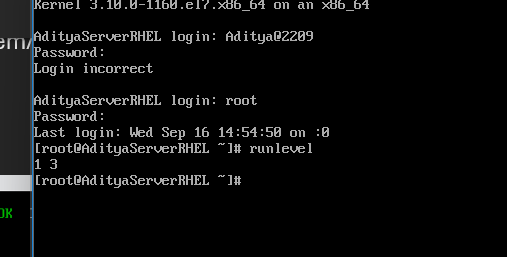 Kernel 3.10.0-1160.el7.x86_64 on an x86_64
AdityaServerRHEL login: Aditya@2209
Password:
Login incorrect
AdityaServerRHEL login: root
Password:
Last login: Wed Sep 16 14:54:50 on :0
[root@AdityaServerRHEL ~]# runlevel
1 3
[root@AdityaServerRHEL ~]#
OK